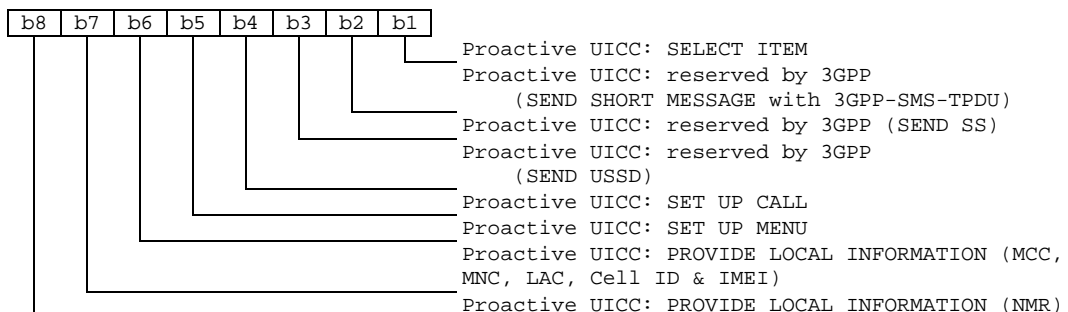 b8 b7 b6 b5 b4 b3 b2 b1
Proactive UICC: SELECT ITEM
Proactive UICC: reserved by 3GPP
(SEND SHORT MESSAGE with 3GPP-SMS-TPDU)
Proactive UICC: reserved by 3GPP (SEND SS)
Proactive UICC: reserved by 3GPP
(SEND USSD)
Proactive UICC: SET UP CALL
Proactive UICC: SET UP MENU
Proactive UICC: PROVIDE LOCAL INFORMATION (MCC,
MNC, LAC, Cell ID & IMEI)
Proactive UICC: PROVIDE LOCAL INFORMATION (NMR)